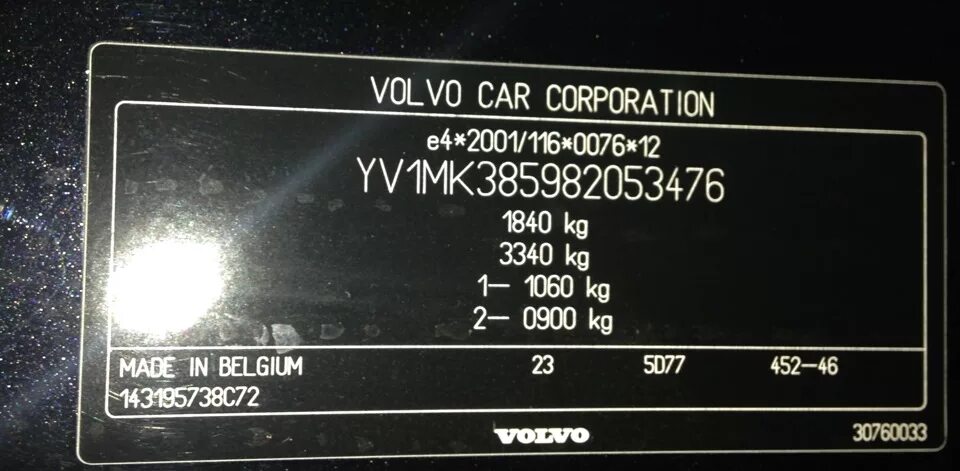 VOLVO CAR CORPORATION
e4*2001/116*0076*12
YV1MK385982053476
1840 kg
3340 kg
1— 1060 kg
2— 0900 kg
MADE IN BELGIUM 23 5D77 452—46
143195738C72
VOLVO 30760033